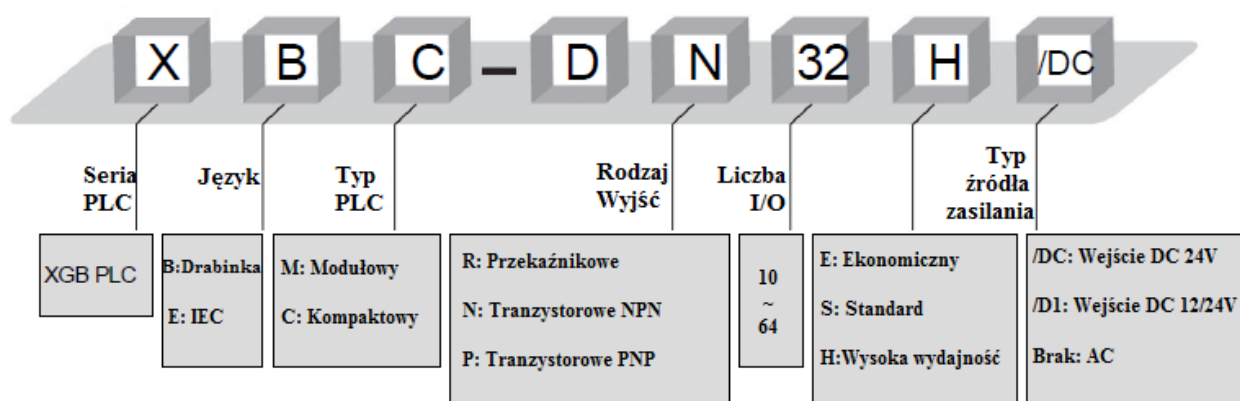 X B C - D N 32 H /DC
Seria
PLC
Język
Typ
PLC
Rodzaj
Wyjść
Liczba
I/O
Typ
źródła
zasilania
XGB PLC
B:Drabinka
E: IEC
M: Modułowy
C: Kompaktowy
R: Przekaźnikowe
N: Tranzystorowe NPN
P: Tranzystorowe PNP
10
~
64
E: Ekonomiczny
S: Standard
H:Wysoka wydajność
/DC: Wejście DC 24V
/D1: Wejście DC 12/24V
Brak: AC